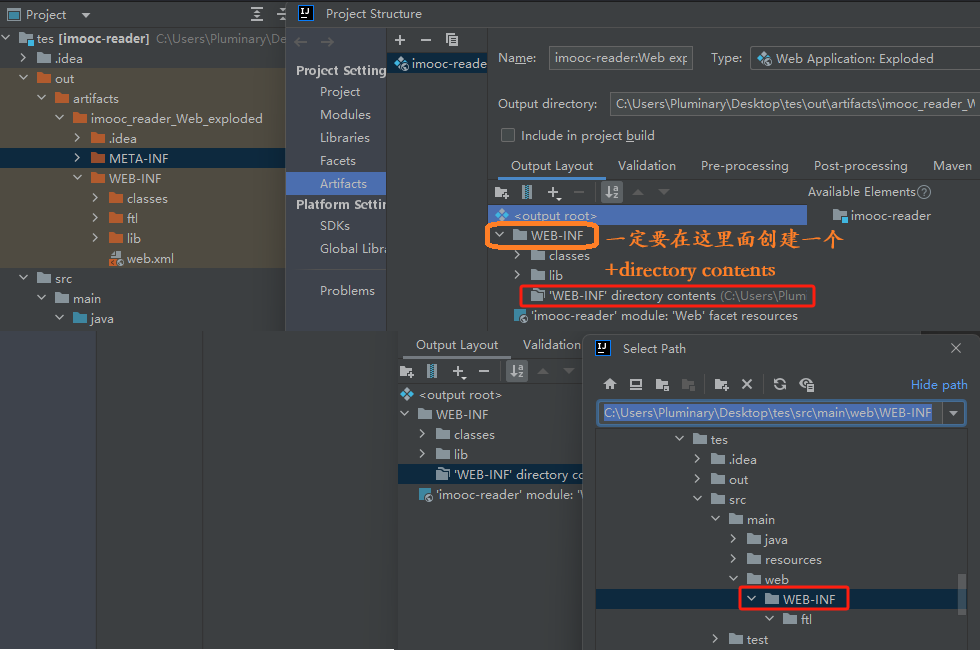 Project
tes [imooc-reader] C:\Users\Pluminary\De
.idea
out
artifacts
imooc_reader_Web_exploded
.idea
META-INF
WEB-INF
classes
ftl
lib
web.xml
src
main
java
Project Structure
Project Setting
Project
Modules
Libraries
Facets
Artifacts
Platform Settin
SDKs
Global Libra
Problems
imooc-reade
Name: imooc-reader:Web exp Type: Web Application: Exploded
Output directory: C:\Users\Pluminary\Desktop\tes\out\artifacts\imooc_reader_W
Include in project build
Output Layout Validation Pre-processing Post-processing Maven
Available Elements
<output root>
imooc-reader
WEB-INF
一定要在这里面创建一个
+directory contents
classes
lib
'WEB-INF' directory contents (C:\Users\Plum
'imooc-reader' module: 'Web' facet resources
Output Layout Validation
<output root>
WEB-INF
classes
lib
'WEB-INF' directory co
'imooc-reader' module: 'W
Select Path
Hide path
C:\Users\Pluminary\Desktop\tes\src\main\web\WEB-INF
tes
.idea
out
src
main
java
resources
web
WEB-INF
ftl
test